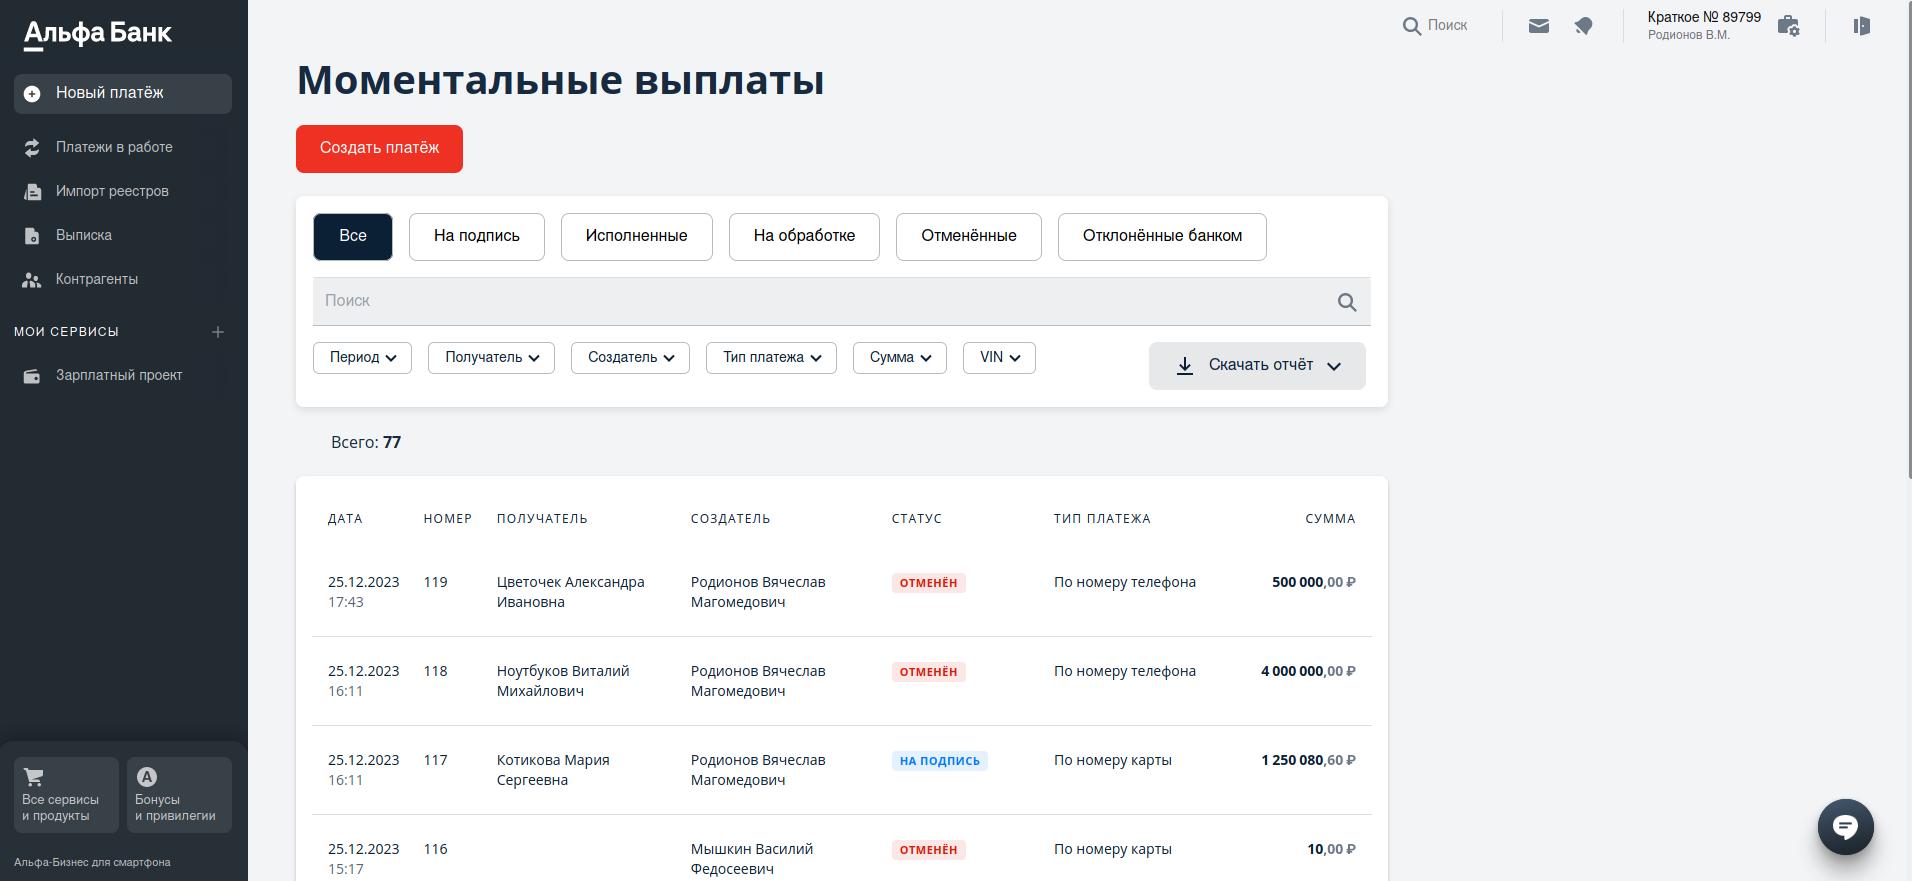 Альфа Банк
Новый платёж
Платежи в работе
Импорт реестров
Выписка
Контрагенты
МОИ СЕРВИСЫ
Зарплатный проект
Все сервисы
и продукты
Бонусы
и привилегии
Альфа-Бизнес для смартфона
Поиск
Краткое № 89799
Родионов В.М.
Моментальные выплаты
Создать платёж
Все На подпись Исполненные На обработке Отменённые Отклонённые банком
Поиск
Период Получатель Создатель Тип платежа Сумма VIN Скачать отчёт
Всего: 77
ДАТА НОМЕР ПОЛУЧАТЕЛЬ СОЗДАТЕЛЬ СТАТУС ТИП ПЛАТЕЖА СУММА
25.12.2023 119 Цветочек Александра Родионов Вячеслав ОТМЕНЁН По номеру телефона 500 000,00 ₽
17:43 Ивановна Магомедович
25.12.2023 118 Ноутбуков Виталий Родионов Вячеслав ОТМЕНЁН По номеру телефона 4 000 000,00 ₽
16:11 Михайлович Магомедович
25.12.2023 117 Котикова Мария Родионов Вячеслав НА ПОДПИСЬ По номеру карты 1 250 080,60 ₽
16:11 Сергеевна Магомедович
25.12.2023 116 Мышкин Василий ОТМЕНЁН По номеру карты 10,00 ₽
15:17 Федосеевич